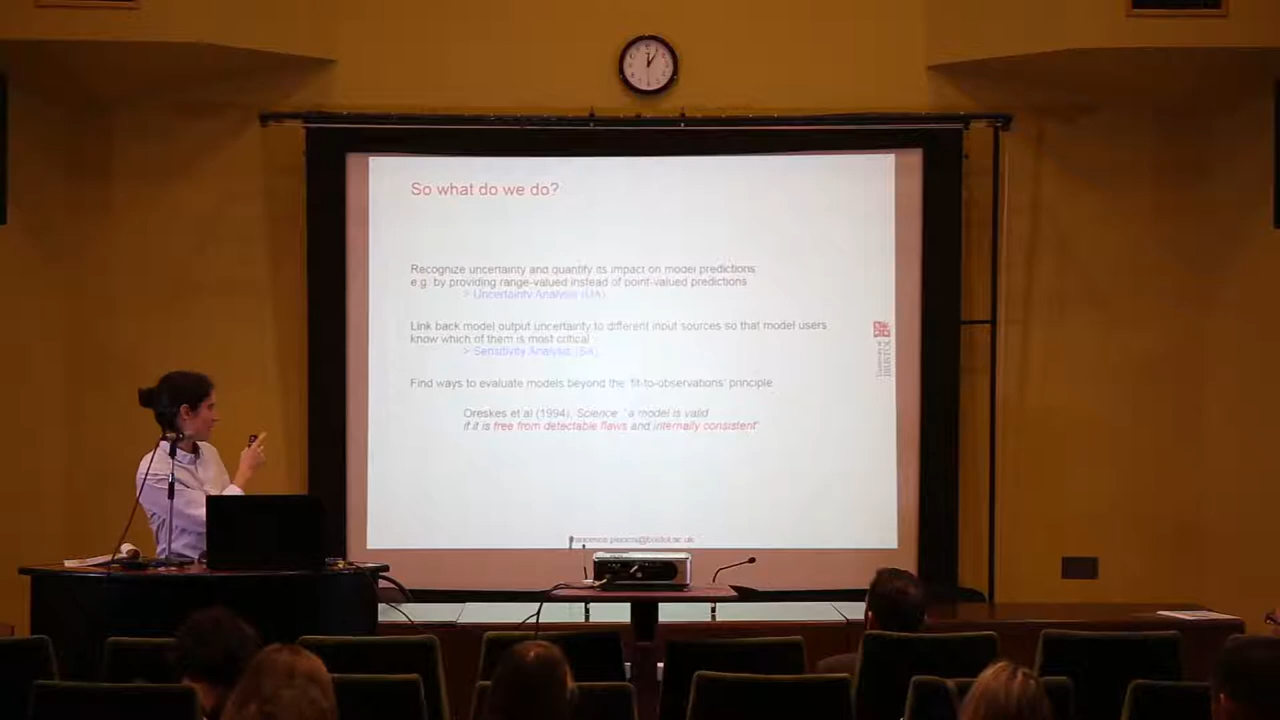 So what do we do?
Recognize uncertainty and quantify its impact on model predictions
e.g. by providing range-valued instead of point-valued predictions
> Uncertainty Analysis (UA)
Link back model output uncertainty to different input sources so that model users
know which of them is most critical
> Sensitivity Analysis (SA)
Find ways to evaluate models beyond the 'fit-to-observations' principle
Oreskes et al (1994), Science "a model is valid
if it is free from detectable flaws and internally consistent"